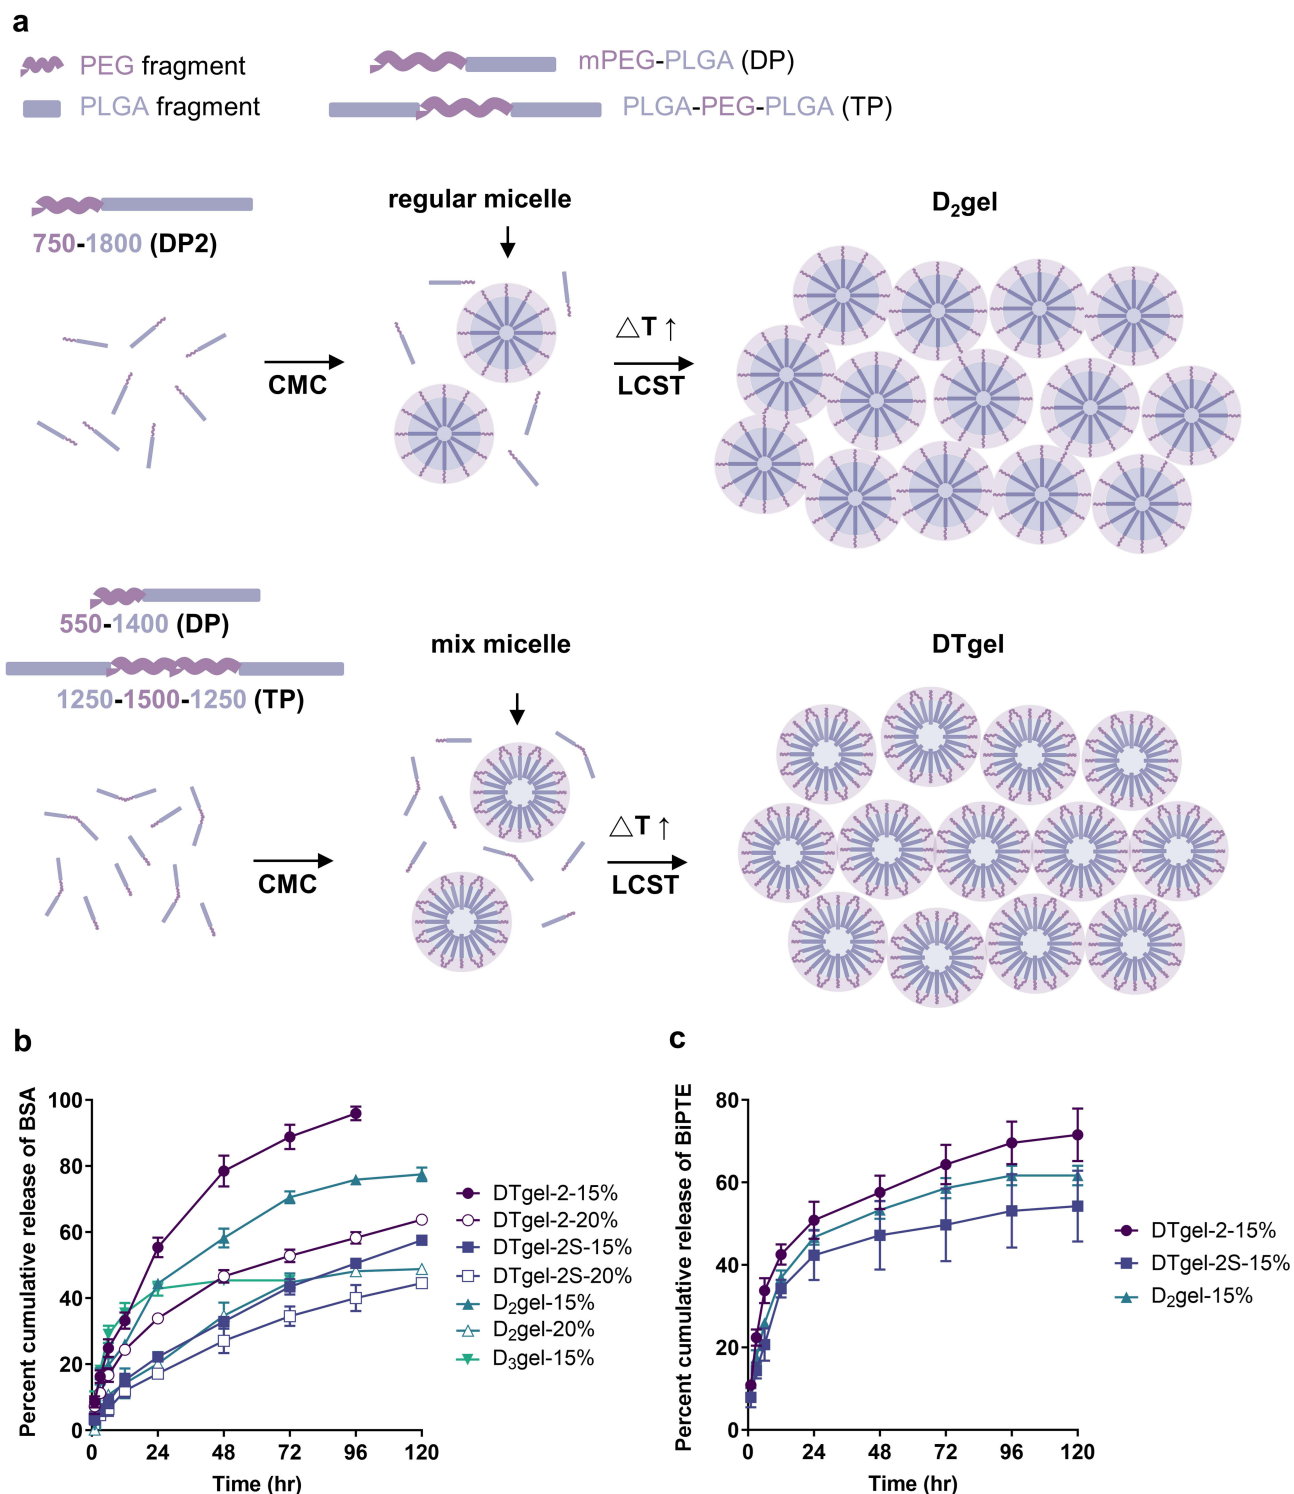 a
PEG fragment
mPEG-PLGA (DP)
PLGA fragment
PLGA-PEG-PLGA (TP)
750-1800 (DP2)
regular micelle
D₂gel
CMC
△T ↑
LCST
550-1400 (DP)
1250-1500-1250 (TP)
mix micelle
DTgel
CMC
△T ↑
LCST
b
Percent cumulative release of BSA
100
80
60
40
20
0
0 24 48 72 96 120
Time (hr)
DTgel-2-15%
DTgel-2-20%
DTgel-2S-15%
DTgel-2S-20%
D₂gel-15%
D₂gel-20%
D₃gel-15%
c
Percent cumulative release of BiPTE
80
60
40
20
0
0 24 48 72 96 120
Time (hr)
DTgel-2-15%
DTgel-2S-15%
D₂gel-15%